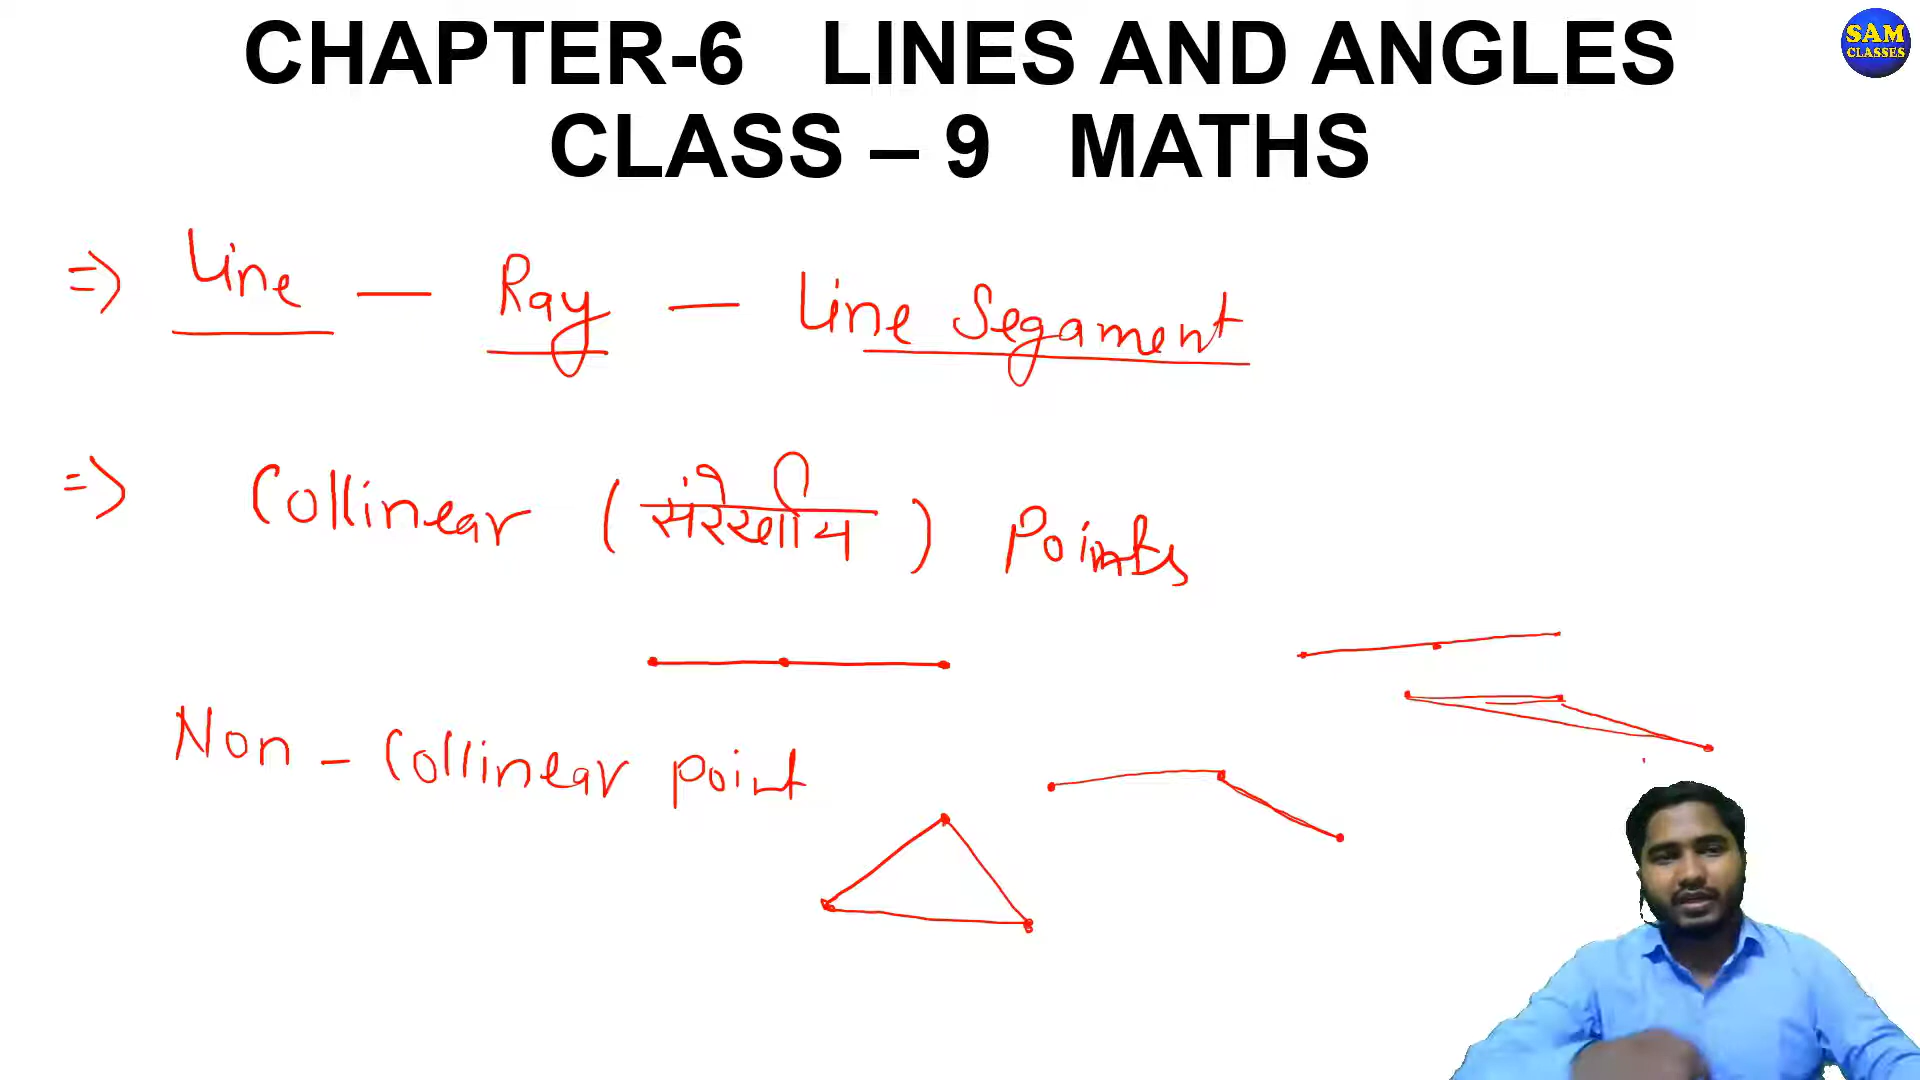 CHAPTER-6 LINES AND ANGLES
CLASS – 9 MATHS
SAM
CLASSES
=> Line — Ray — Line Segament
=> Collinear (संरेखीय) Points
Non - Collinear point